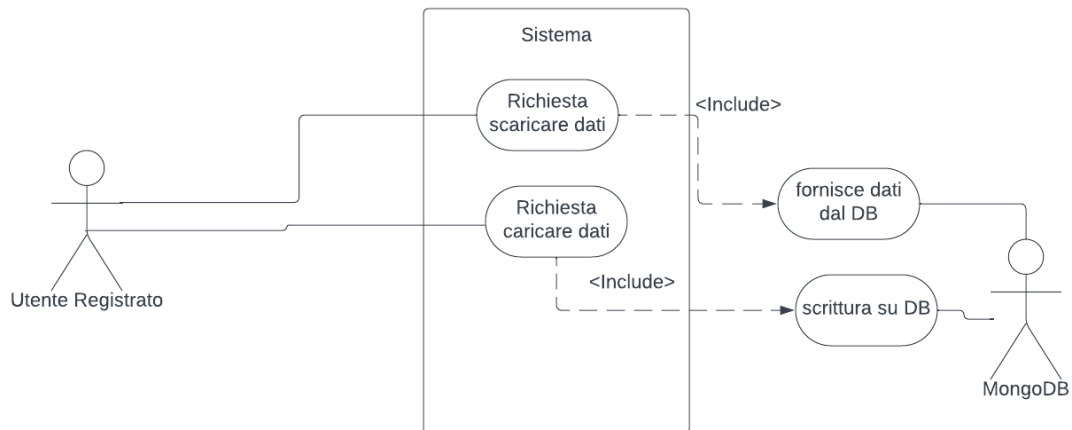 Sistema
Richiesta
scaricare dati
<Include>
fornisce dati
dal DB
Richiesta
caricare dati
<Include>
scrittura su DB
Utente Registrato
MongoDB